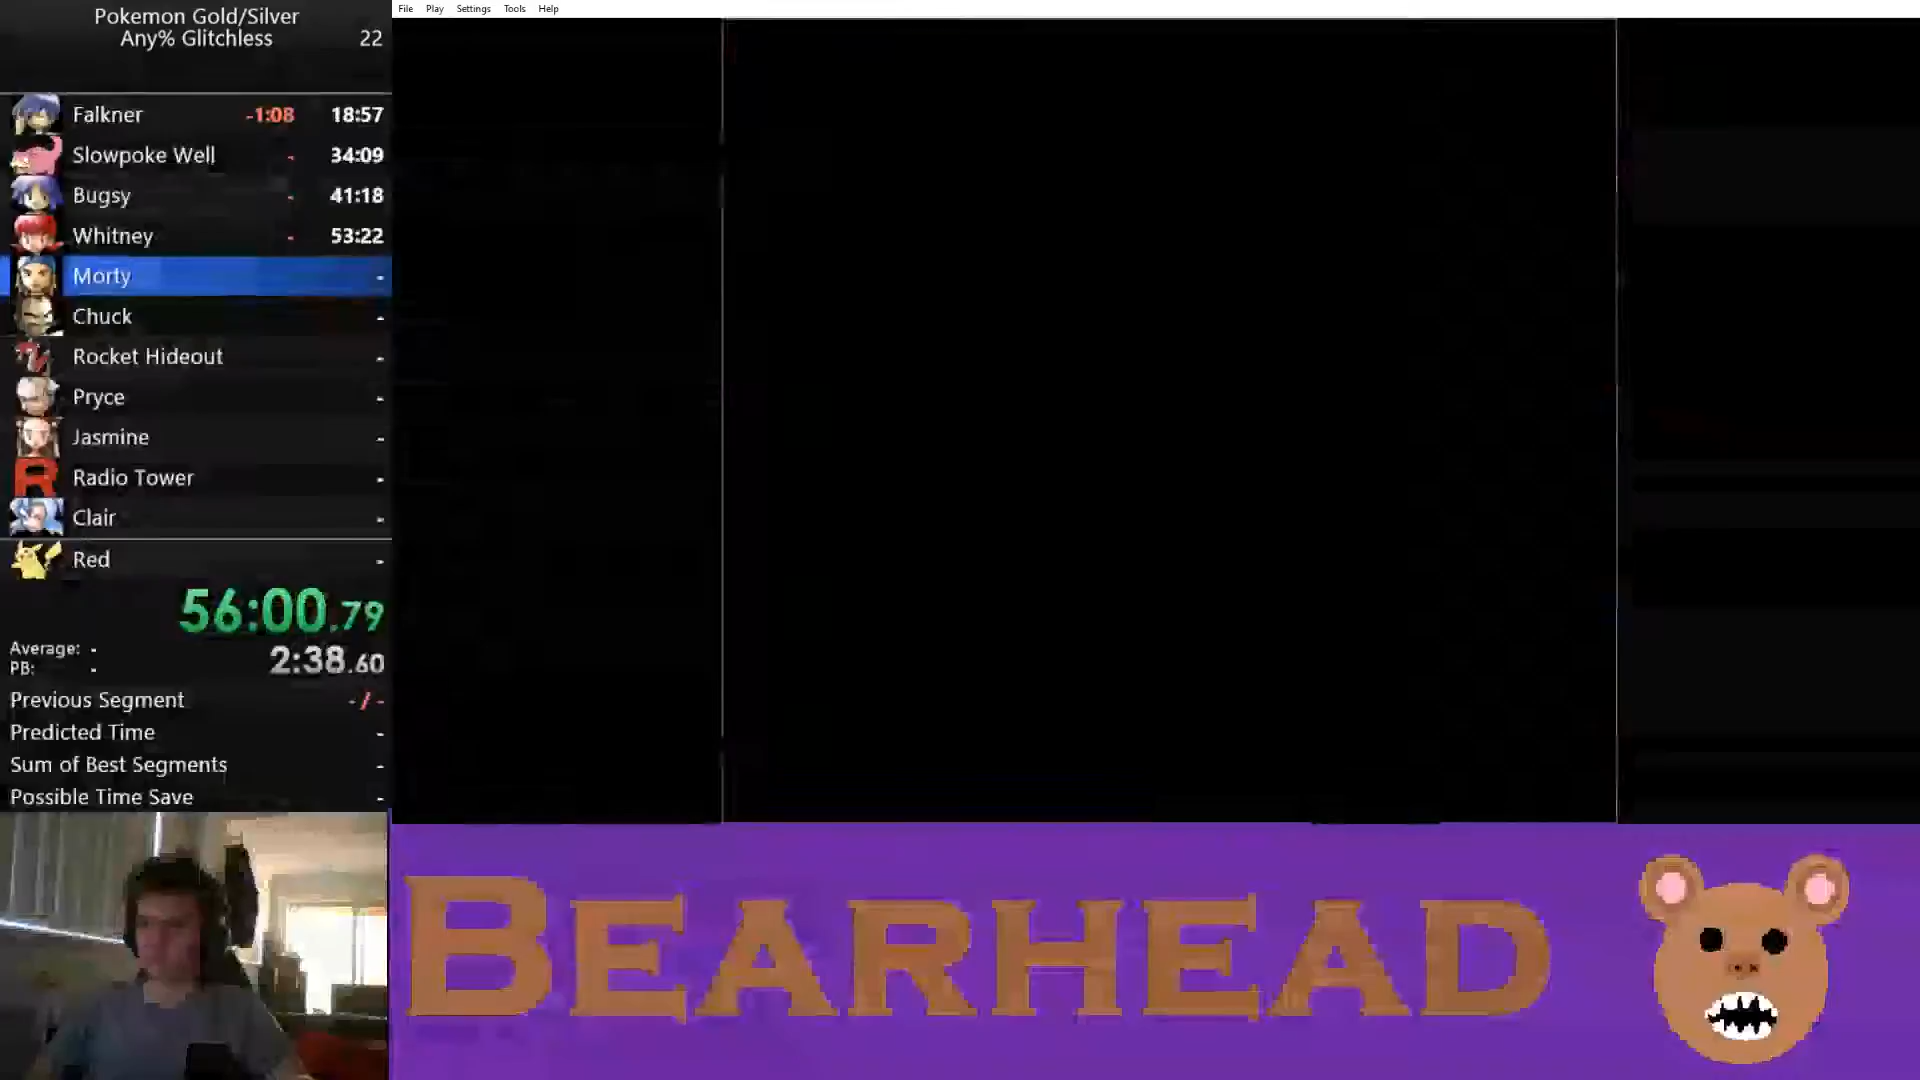 Pokemon Gold/Silver
Any% Glitchless 22
File Play Settings Tools Help
Falkner -1:08 18:57
Slowpoke Well - 34:09
Bugsy - 41:18
Whitney - 53:22
Morty -
Chuck -
Rocket Hideout -
Pryce -
Jasmine -
R Radio Tower -
Clair -
Red -
56:00.79
Average: -
PB: - 2:38.60
Previous Segment - / -
Predicted Time -
Sum of Best Segments -
Possible Time Save -
BEARHEAD